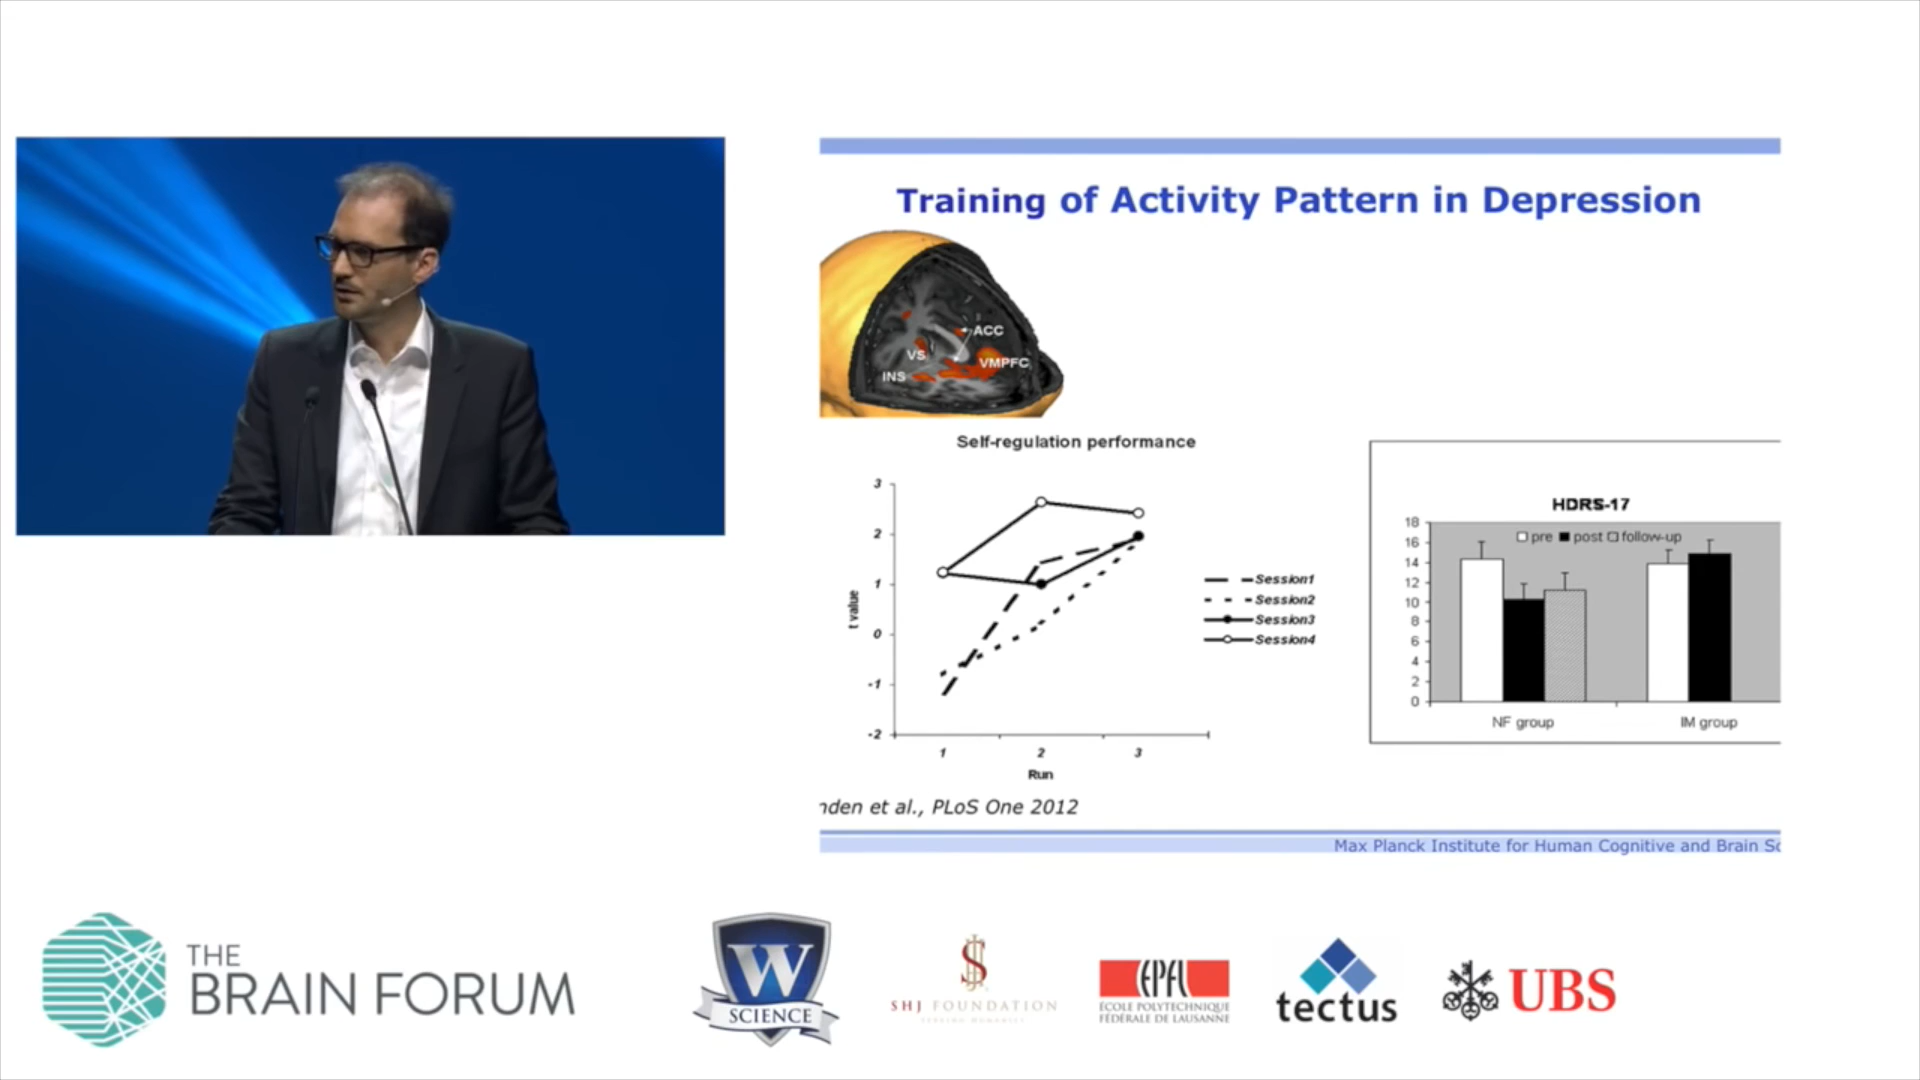 Training of Activity Pattern in Depression
ACC
VS
VMPFC
INS
Self-regulation performance
3
2
1
0
-1
-2
t value
1 2 3
Run
Session1
Session2
Session3
Session4
HDRS-17
pre post follow-up
18
16
14
12
10
8
6
4
2
0
NF group IM group
nden et al., PLoS One 2012
Max Planck Institute for Human Cognitive and Brain Sc
THE
BRAIN FORUM
W
SCIENCE
SHJ FOUNDATION
EPFL
ÉCOLE POLYTECHNIQUE
FÉDÉRALE DE LAUSANNE
tectus
UBS